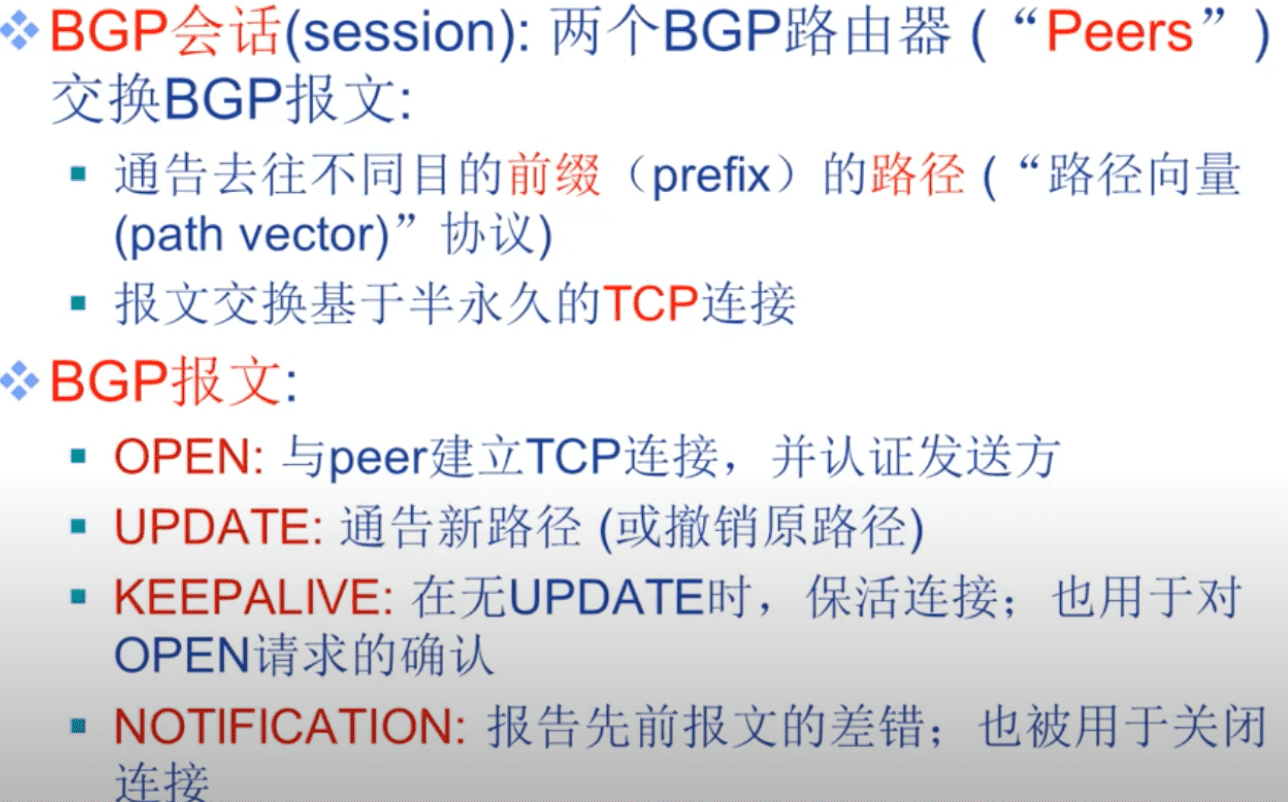 BGP会话(session): 两个BGP路由器 (“Peers”)
交换BGP报文:
通告去往不同目的前缀（prefix）的路径 (“路径向量
(path vector)”协议)
报文交换基于半永久的TCP连接
BGP报文:
OPEN: 与peer建立TCP连接，并认证发送方
UPDATE: 通告新路径 (或撤销原路径)
KEEPALIVE: 在无UPDATE时，保活连接；也用于对
OPEN请求的确认
NOTIFICATION: 报告先前报文的差错；也被用于关闭
连接